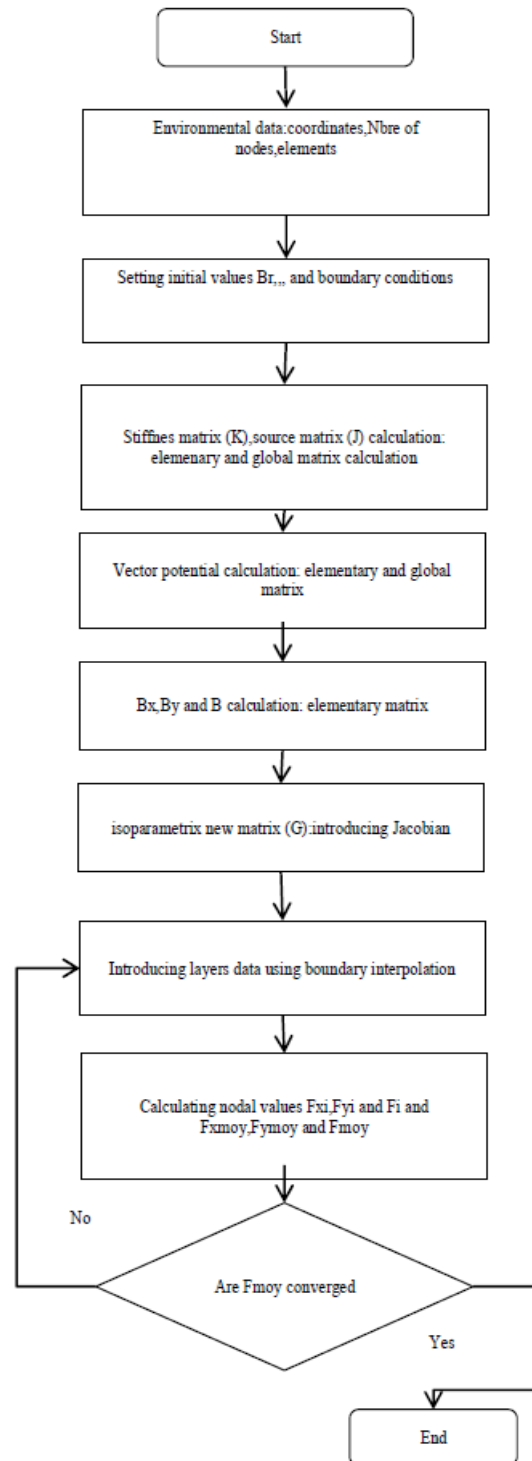 Start
Environmental data:coordinates,Nbre of
nodes,elements
Setting initial values Br,,, and boundary conditions
Stiffnes matrix (K),source matrix (J) calculation:
elemenary and global matrix calculation
Vector potential calculation: elementary and global
matrix
Bx,By and B calculation: elementary matrix
isoparametrix new matrix (G):introducing Jacobian
Introducing layers data using boundary interpolation
Calculating nodal values Fxi,Fyi and Fi and
Fxmoy,Fymoy and Fmoy
No
Are Fmoy converged
Yes
End